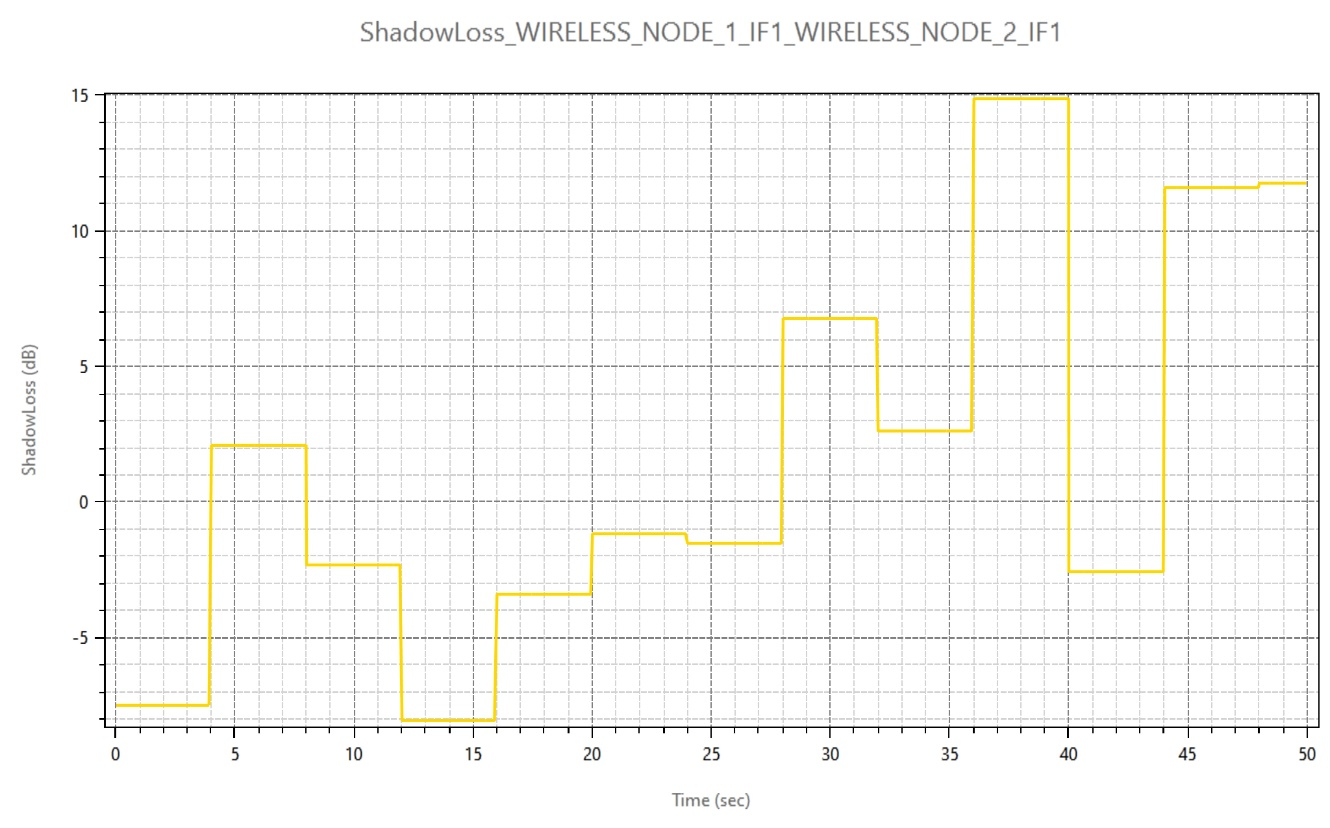 ShadowLoss_WIRELESS_NODE_1_IF1_WIRELESS_NODE_2_IF1
15
10
5
0
-5
ShadowLoss (dB)
0 5 10 15 20 25 30 35 40 45 50
Time (sec)